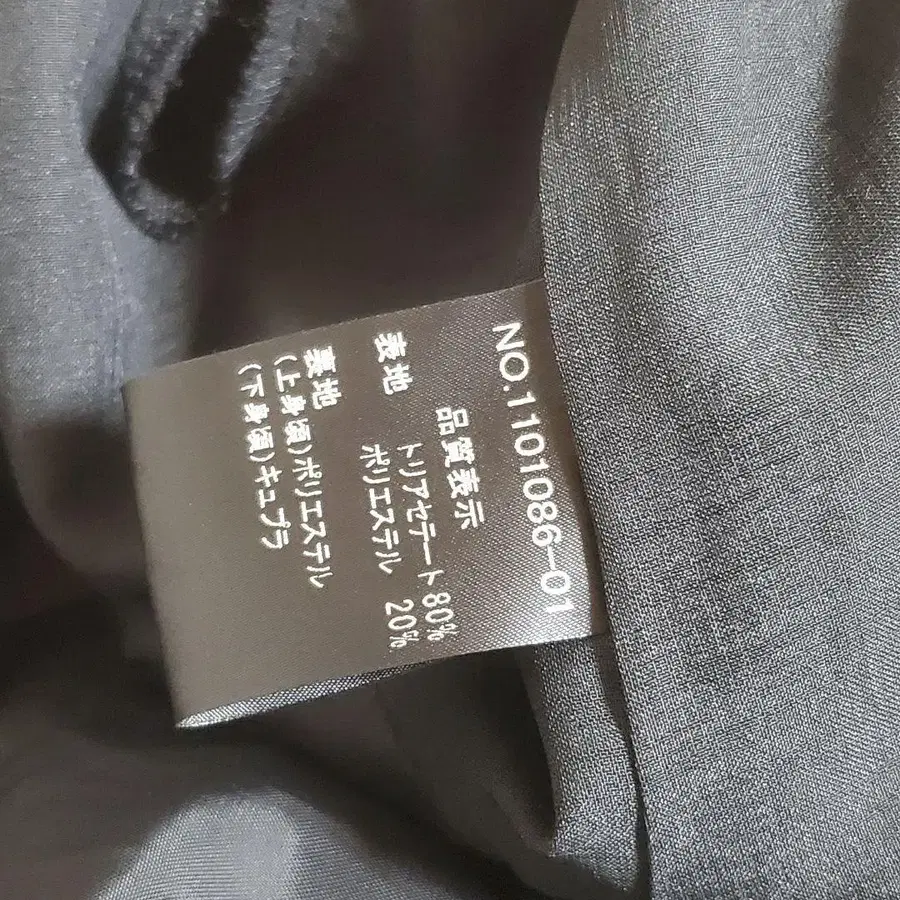 NO.1101086-01
品質表示
表地 トリアセテート80%
ポリエステル 20%
裏地
(上身頃)ポリエステル
(下身頃)キュプラ